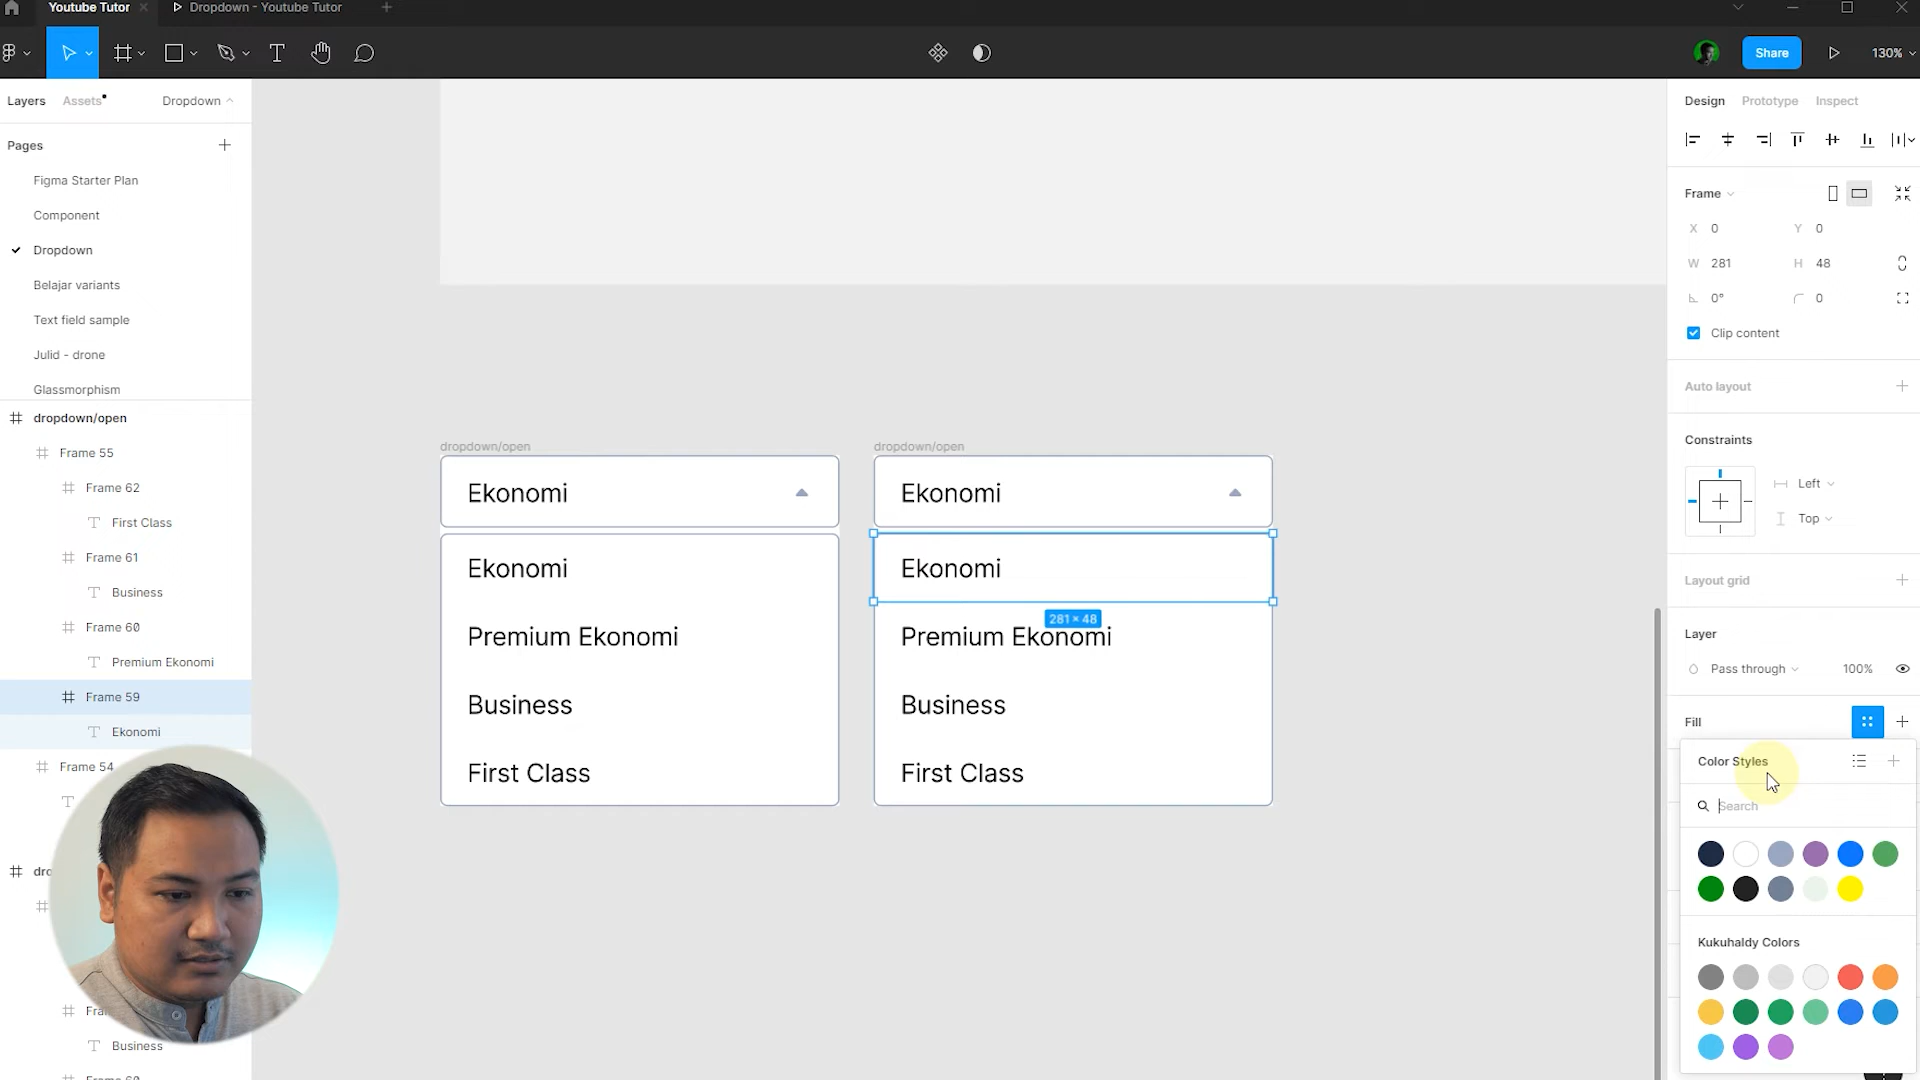 Youtube Tutor
Dropdown - Youtube Tutor
Share
130%
Layers
Assets
Dropdown
Pages
Figma Starter Plan
Component
Dropdown
Belajar variants
Text field sample
Julid - drone
Glassmorphism
dropdown/open
Frame 55
Frame 62
First Class
Frame 61
Business
Frame 60
Premium Ekonomi
Frame 59
Ekonomi
Frame 54
Business
dropdown/open
Ekonomi
Ekonomi
Premium Ekonomi
Business
First Class
dropdown/open
Ekonomi
Ekonomi
281 × 48
Premium Ekonomi
Business
First Class
Design
Prototype
Inspect
Frame
X 0
Y 0
W 281
H 48
0°
0
Clip content
Auto layout
Constraints
Left
Top
Layout grid
Layer
Pass through
100%
Fill
Color Styles
Search
Kukuhaldy Colors